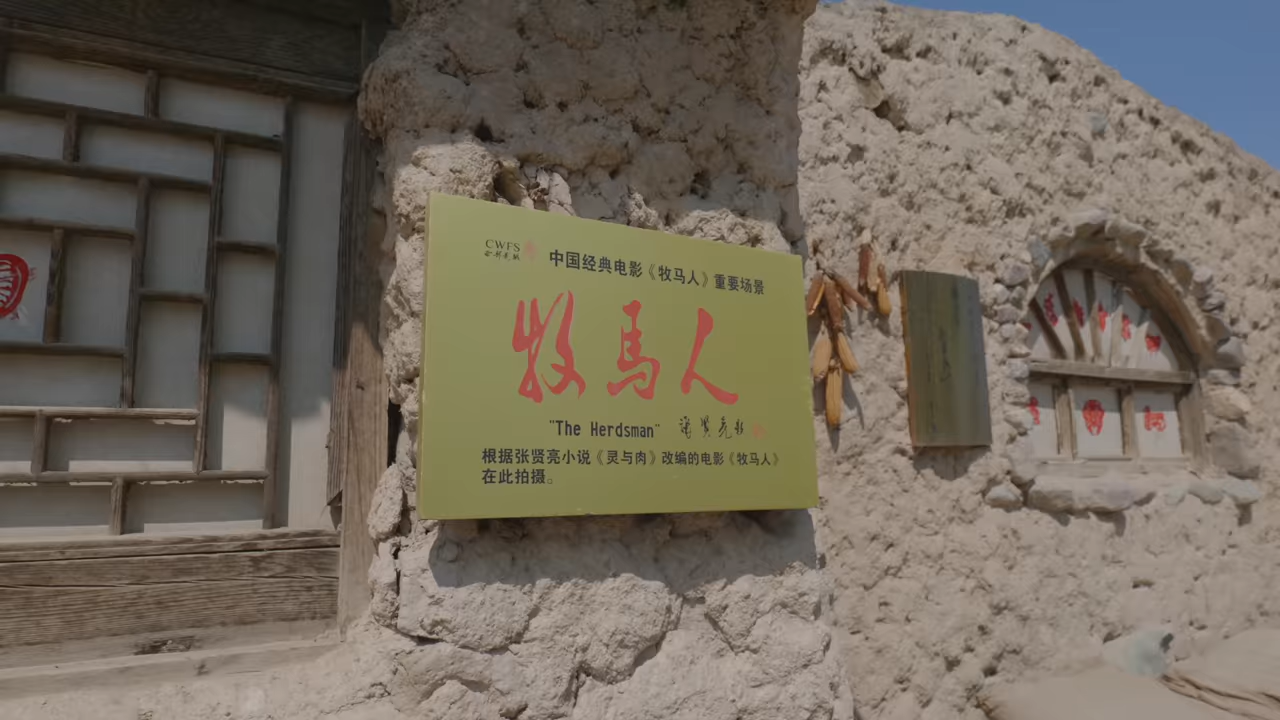 CWFS
中国经典电影《牧马人》重要场景
牧马人
"The Herdsman"
根据张贤亮小说《灵与肉》改编的电影《牧马人》
在此拍摄。